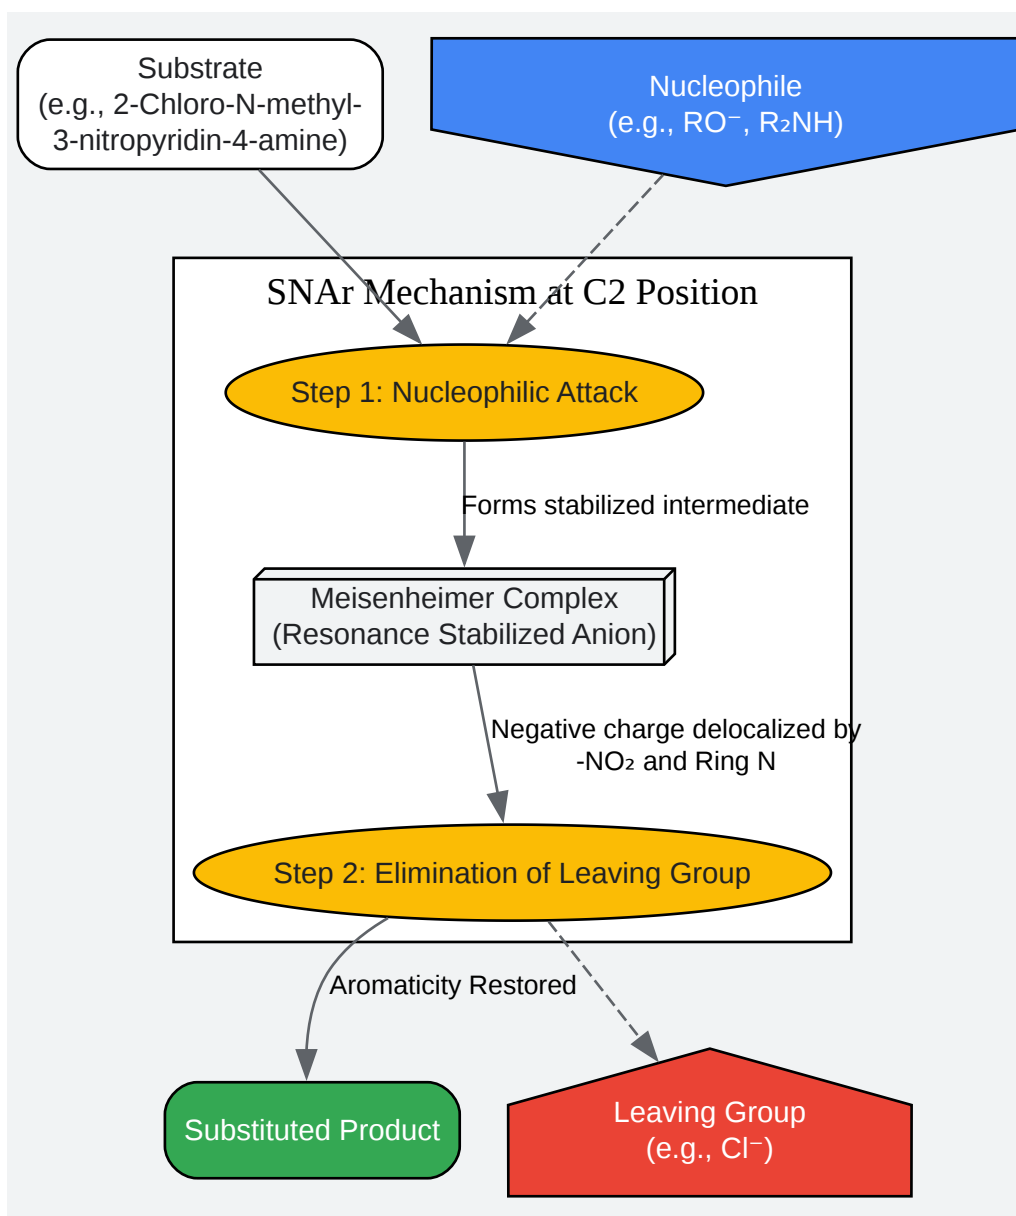 Substrate
(e.g., 2-Chloro-N-methyl-
3-nitropyridin-4-amine)
Nucleophile
(e.g., RO⁻, R₂NH)
SNAr Mechanism at C2 Position
Step 1: Nucleophilic Attack
Forms stabilized intermediate
Meisenheimer Complex
(Resonance Stabilized Anion)
Negative charge delocalized by
-NO₂ and Ring N
Step 2: Elimination of Leaving Group
Aromaticity Restored
Substituted Product
Leaving Group
(e.g., Cl⁻)